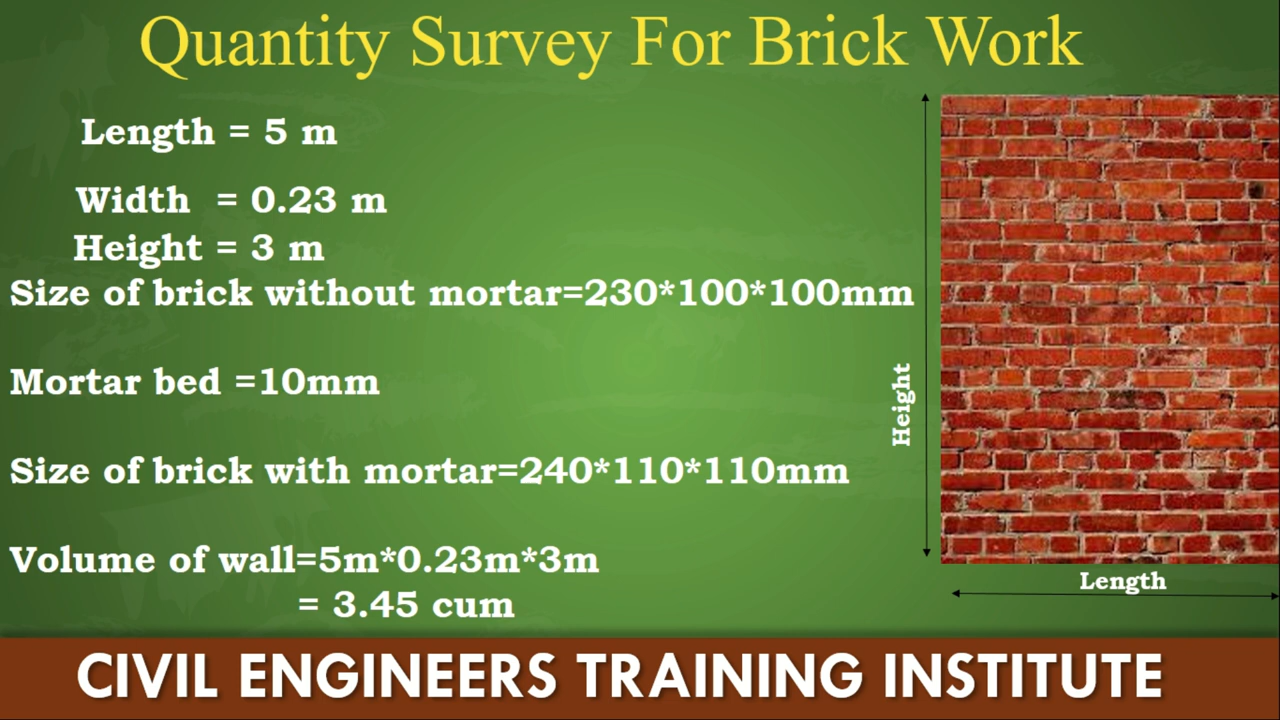 Quantity Survey For Brick Work
Length = 5 m
Width = 0.23 m
Height = 3 m
Size of brick without mortar=230*100*100mm
Mortar bed =10mm
Size of brick with mortar=240*110*110mm
Volume of wall=5m*0.23m*3m
= 3.45 cum
Height
Length
CIVIL ENGINEERS TRAINING INSTITUTE